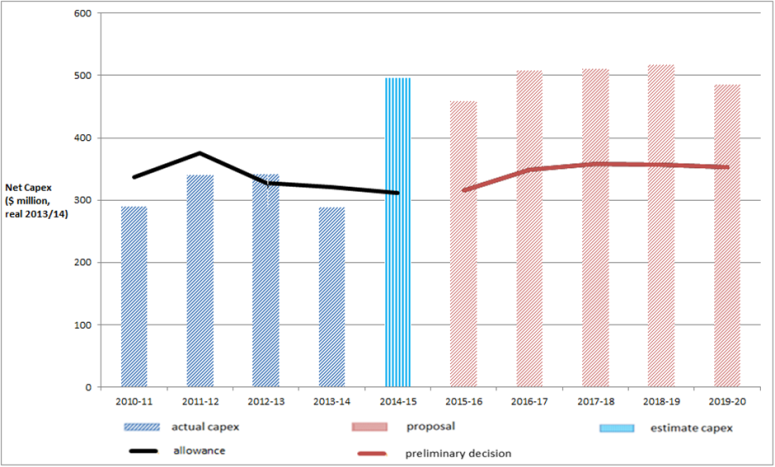 600
500
400
Net Capex
($ million,
real 2013/14)
300
200
100
0
2010-11 2011-12 2012-13 2013-14 2014-15 2015-16 2016-17 2017-18 2018-19 2019-20
actual capex proposal estimate capex
allowance preliminary decision